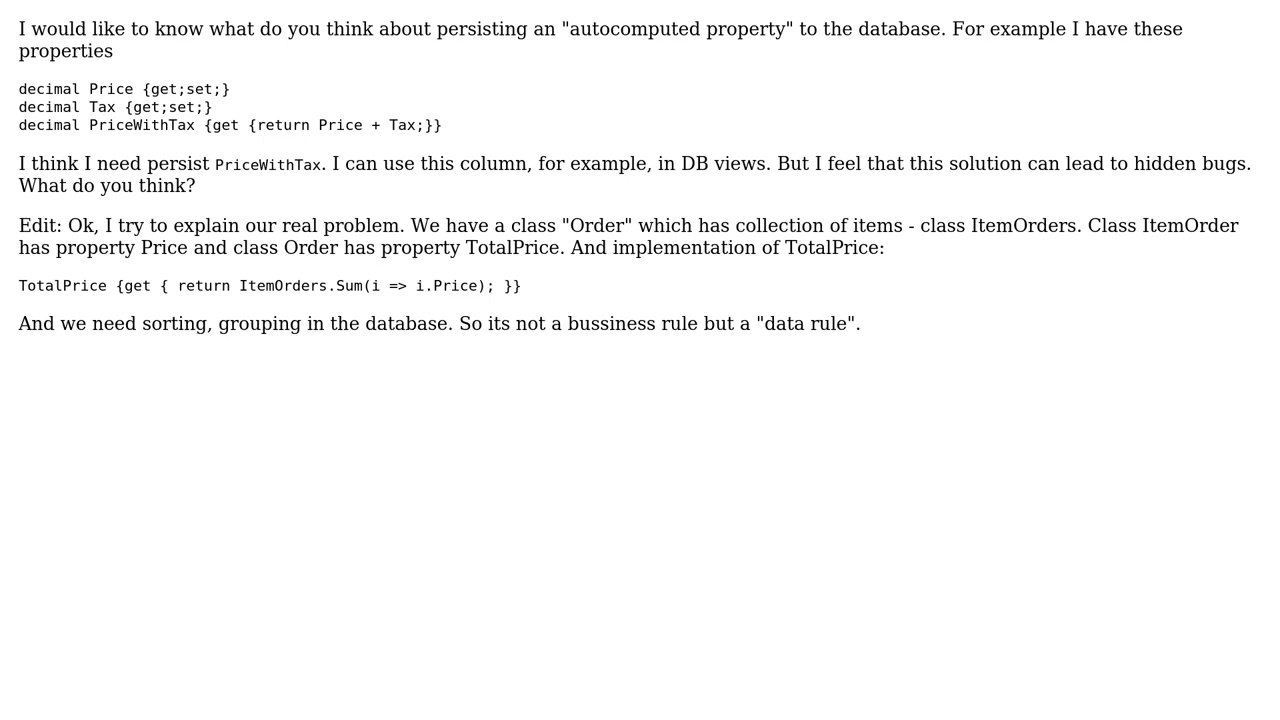 I would like to know what do you think about persisting an "autocomputed property" to the database. For example I have these
properties
decimal Price {get;set;}
decimal Tax {get;set;}
decimal PriceWithTax {get {return Price + Tax;}}
I think I need persist PriceWithTax. I can use this column, for example, in DB views. But I feel that this solution can lead to hidden bugs.
What do you think?
Edit: Ok, I try to explain our real problem. We have a class "Order" which has collection of items - class ItemOrders. Class ItemOrder
has property Price and class Order has property TotalPrice. And implementation of TotalPrice:
TotalPrice {get { return ItemOrders.Sum(i => i.Price); }}
And we need sorting, grouping in the database. So its not a bussiness rule but a "data rule".